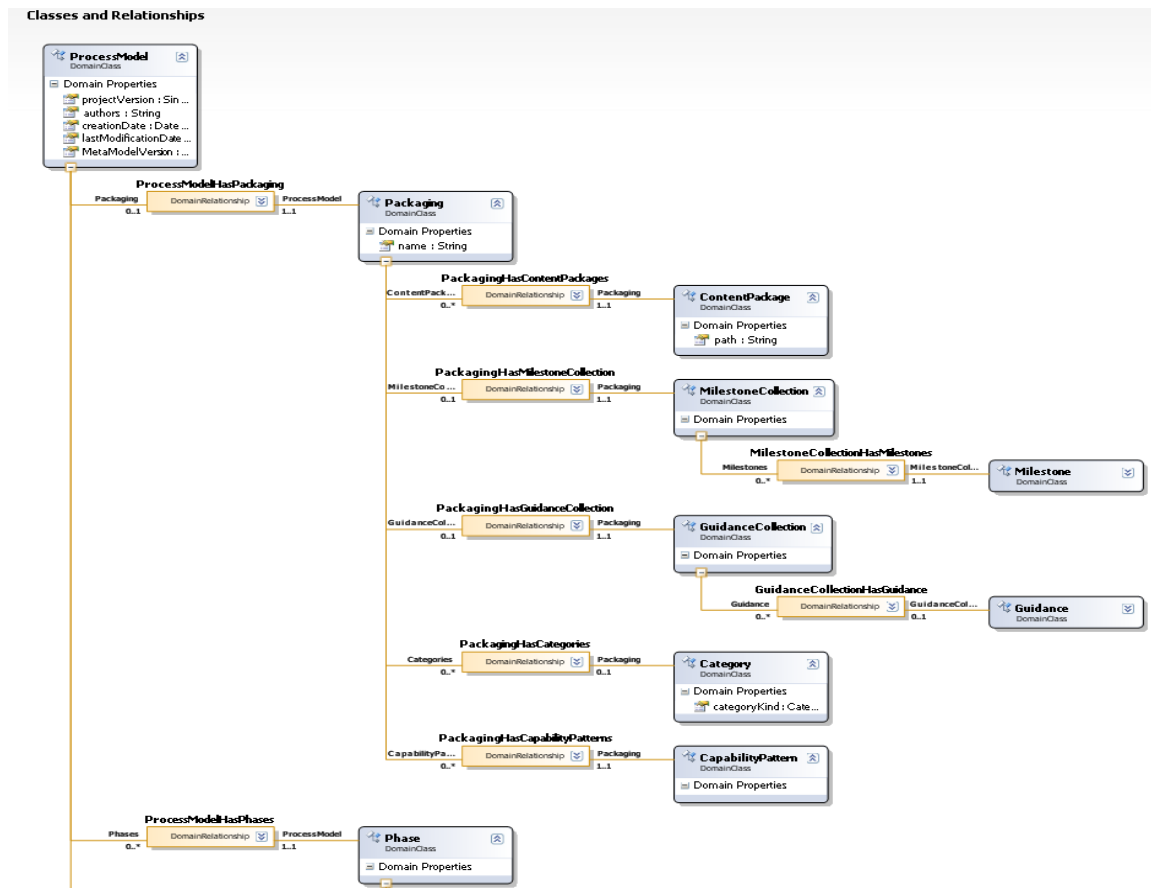 Classes and Relationships
ProcessModel
DomainClass
Domain Properties
projectVersion : Sin ...
authors : String
creationDate : Date ...
lastModificationDate ...
MetaModelVersion : ...
ProcessModelHasPackaging
Packaging DomainRelationship ProcessModel
0..1 1..1
Packaging
DomainClass
Domain Properties
name : String
PackagingHasContentPackages
ContentPack... DomainRelationship Packaging
0..* 1..1
ContentPackage
DomainClass
Domain Properties
path : String
PackagingHasMilestoneCollection
MilestoneCo... DomainRelationship Packaging
0..1 1..1
MilestoneCollection
DomainClass
Domain Properties
MilestoneCollectionHasMilestones
Milestones DomainRelationship MilestoneCol...
0..* 1..1
Milestone
DomainClass
PackagingHasGuidanceCollection
GuidanceCol... DomainRelationship Packaging
0..1 1..1
GuidanceCollection
DomainClass
Domain Properties
GuidanceCollectionHasGuidance
Guidance DomainRelationship GuidanceCol...
0..* 0..1
Guidance
DomainClass
PackagingHasCategories
Categories DomainRelationship Packaging
0..* 0..1
Category
DomainClass
Domain Properties
categoryKind : Cate...
PackagingHasCapabilityPatterns
CapabilityPa... DomainRelationship Packaging
0..* 1..1
CapabilityPattern
DomainClass
Domain Properties
ProcessModelHasPhases
Phases DomainRelationship ProcessModel
0..* 1..1
Phase
DomainClass
Domain Properties